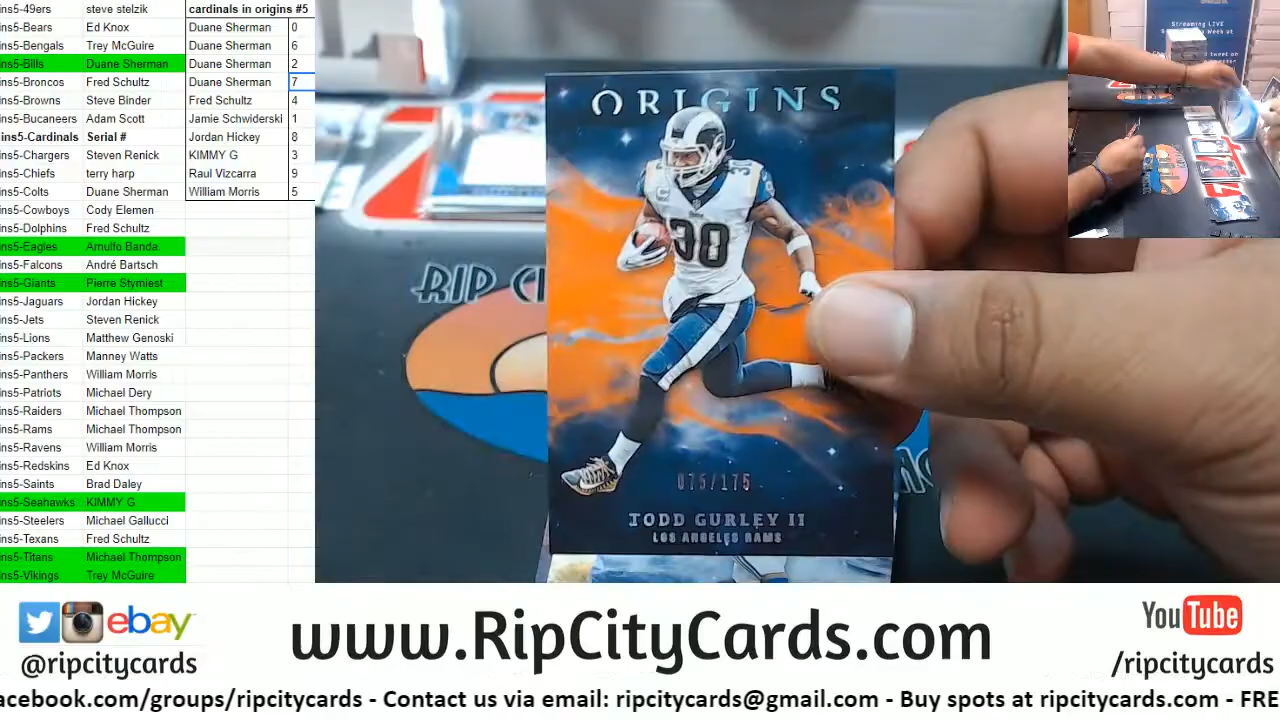 ins5-49ers steve stelzik cardinals in origins #5
ins5-Bears Ed Knox Duane Sherman 0
ins5-Bengals Trey McGuire Duane Sherman 6
ins5-Bills Duane Sherman Duane Sherman 2
ins5-Broncos Fred Schultz Duane Sherman 7
ins5-Browns Steve Binder Fred Schultz 4
ins5-Bucaneers Adam Scott Jamie Schwiderski 1
ins5-Cardinals Serial # Jordan Hickey 8
ins5-Chargers Steven Renick KIMMY G 3
ins5-Chiefs terry harp Raul Vizcarra 9
ins5-Colts Duane Sherman William Morris 5
ins5-Cowboys Cody Elemen
ins5-Dolphins Fred Schultz
ins5-Eagles Arnulfo Banda.
ins5-Falcons André Bartsch
ins5-Giants Pierre Stymiest
ins5-Jaguars Jordan Hickey
ins5-Jets Steven Renick
ins5-Lions Matthew Genoski
ins5-Packers Manney Watts
ins5-Panthers William Morris
ins5-Patriots Michael Dery
ins5-Raiders Michael Thompson
ins5-Rams Michael Thompson
ins5-Ravens William Morris
ins5-Redskins Ed Knox
ins5-Saints Brad Daley
ins5-Seahawks KIMMY G
ins5-Steelers Michael Gallucci
ins5-Texans Fred Schultz
ins5-Titans Michael Thompson
ins5-Vikings Trey McGuire
ORIGINS
30
30
075/175
TODD GURLEY II
LOS ANGELES RAMS
RIP
Streaming LIVE
ebay
@ripcitycards
www.RipCityCards.com
YouTube
/ripcitycards
acebook.com/groups/ripcitycards - Contact us via email: ripcitycards@gmail.com - Buy spots at ripcitycards.com - FRE